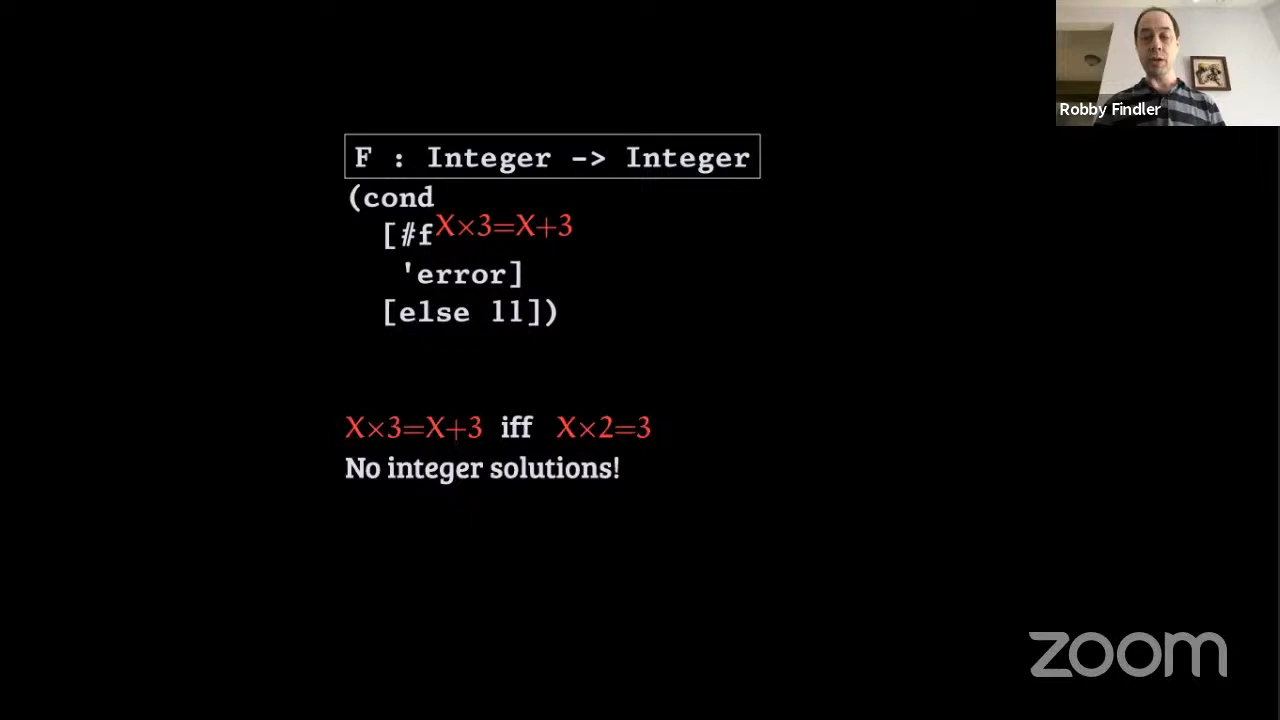 Robby Findler
F : Integer -> Integer
(cond
[#f X×3=X+3
'error]
[else 11])
X×3=X+3 iff X×2=3
No integer solutions!
zoom